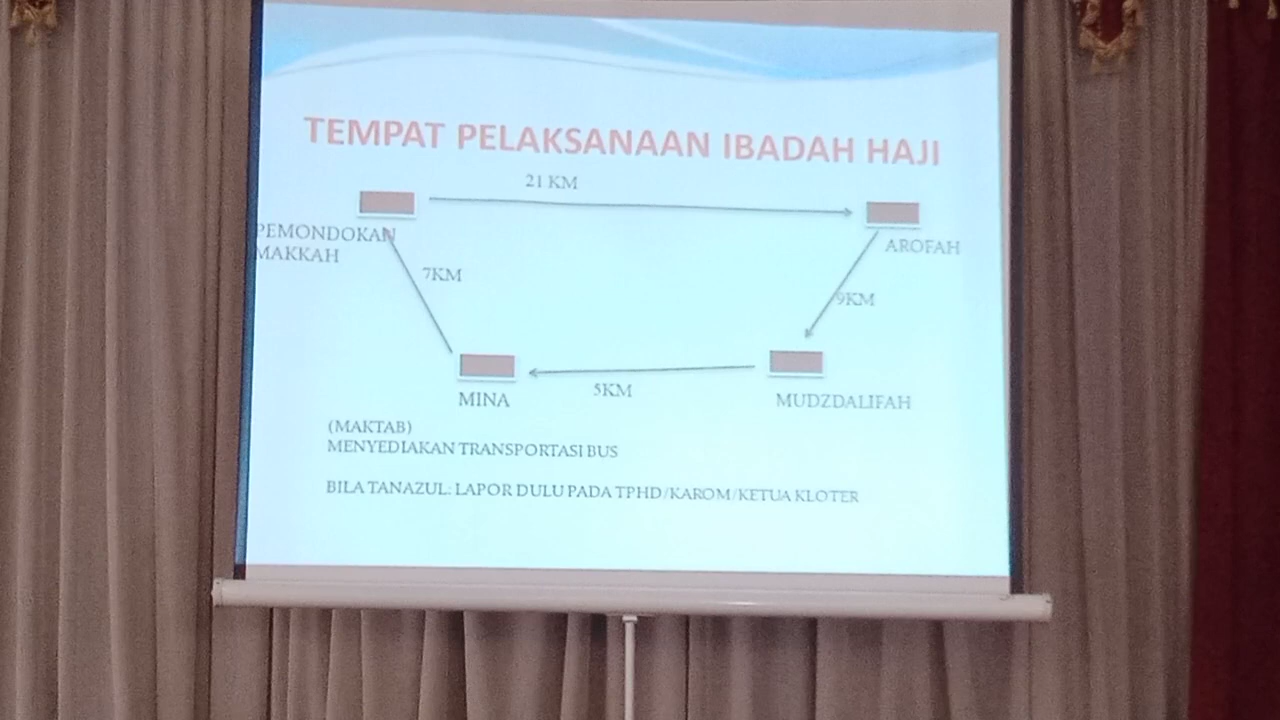 TEMPAT PELAKSANAAN IBADAH HAJI
21 KM
PEMONDOKAN
MAKKAH
AROFAH
7KM
9KM
MINA
5KM
MUDZDALIFAH
(MAKTAB)
MENYEDIAKAN TRANSPORTASI BUS
BILA TANAZUL: LAPOR DULU PADA TPHD/KAROM/KETUA KLOTER